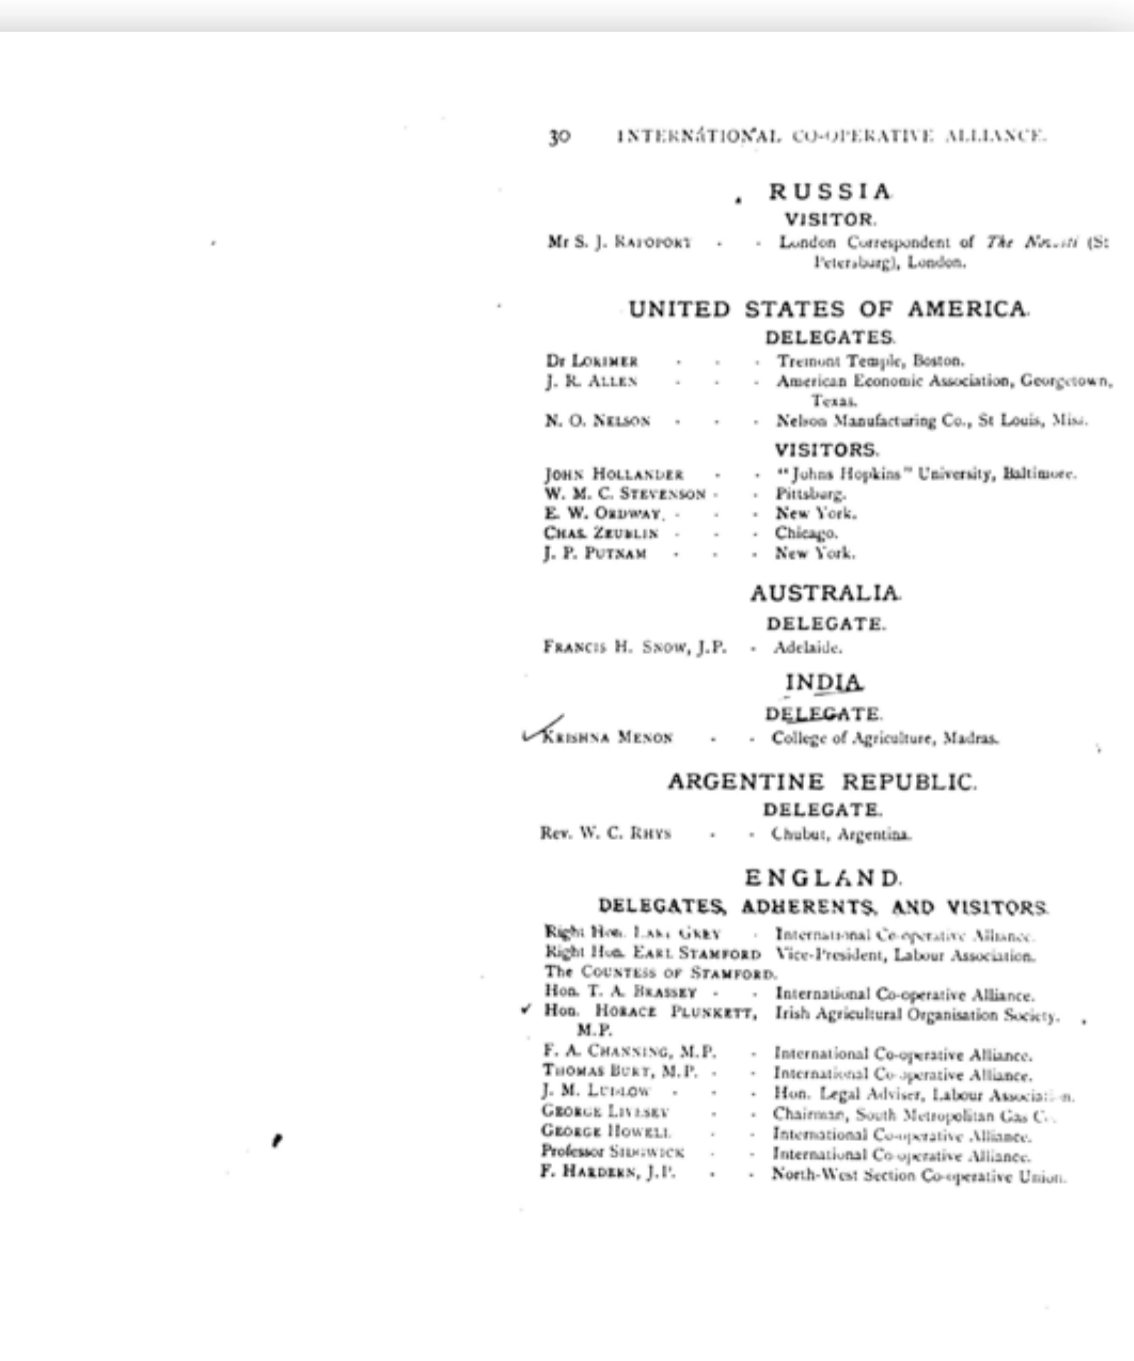 30 INTERNATIONAL CO-OPERATIVE ALLIANCE.
RUSSIA
VISITOR.
Mr S. J. RAPOPORT - - London Correspondent of The Novosti (St
Petersburg), London.
UNITED STATES OF AMERICA.
DELEGATES.
Dr LORIMER - - - Tremont Temple, Boston.
J. R. ALLEN - - - American Economic Association, Georgetown,
Texas.
N. O. NELSON - - - Nelson Manufacturing Co., St Louis, Miss.
VISITORS.
JOHN HOLLANDER - - "Johns Hopkins" University, Baltimore.
W. M. C. STEVENSON - - Pittsburg.
E. W. ORDWAY - - - New York.
CHAS. ZEUBLIN - - - Chicago.
J. P. PUTNAM - - - New York.
AUSTRALIA.
DELEGATE.
FRANCIS H. SNOW, J.P. - Adelaide.
INDIA
DELEGATE.
KRISHNA MENON - - College of Agriculture, Madras.
ARGENTINE REPUBLIC.
DELEGATE.
Rev. W. C. RHYS - - Chubut, Argentina.
ENGLAND.
DELEGATES, ADHERENTS, AND VISITORS.
Right Hon. EARL GREY - International Co-operative Alliance.
Right Hon. EARL STAMFORD Vice-President, Labour Association.
The COUNTESS OF STAMFORD.
Hon. T. A. BRASSEY - - International Co-operative Alliance.
Hon. HORACE PLUNKETT, Irish Agricultural Organisation Society.
M.P.
F. A. CHANNING, M.P. - International Co-operative Alliance.
THOMAS BURT, M.P. - - International Co-operative Alliance.
J. M. LUDLOW - - - Hon. Legal Adviser, Labour Association.
GEORGE LIVESEY - - Chairman, South Metropolitan Gas Co.
GEORGE HOWELL - - International Co-operative Alliance.
Professor SIDGWICK - - International Co-operative Alliance.
F. HARDERN, J.P. - - North-West Section Co-operative Union.